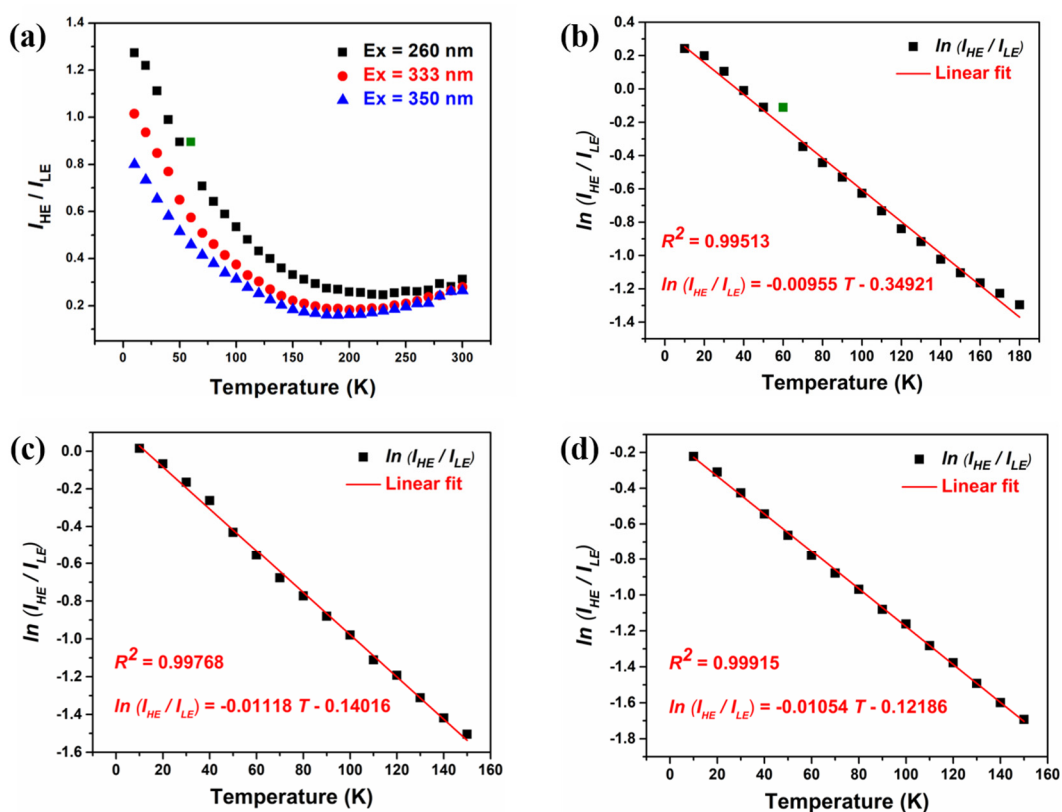 (a)
1.4
1.2
1.0
0.8
0.6
0.4
0.2
0.0
I_HE / I_LE
Ex = 260 nm
Ex = 333 nm
Ex = 350 nm
0 50 100 150 200 250 300
Temperature (K)
(b)
0.4
0.2
0.0
-0.2
-0.4
-0.6
-0.8
-1.0
-1.2
-1.4
ln (I_HE / I_LE)
ln (I_HE / I_LE)
Linear fit
R² = 0.99513
ln (I_HE / I_LE) = -0.00955 T - 0.34921
0 20 40 60 80 100 120 140 160 180
Temperature (K)
(c)
0.0
-0.2
-0.4
-0.6
-0.8
-1.0
-1.2
-1.4
-1.6
ln (I_HE / I_LE)
ln (I_HE / I_LE)
Linear fit
R² = 0.99768
ln (I_HE / I_LE) = -0.01118 T - 0.14016
0 20 40 60 80 100 120 140 160
Temperature (K)
(d)
-0.2
-0.4
-0.6
-0.8
-1.0
-1.2
-1.4
-1.6
-1.8
ln (I_HE / I_LE)
ln (I_HE / I_LE)
Linear fit
R² = 0.99915
ln (I_HE / I_LE) = -0.01054 T - 0.12186
0 20 40 60 80 100 120 140 160
Temperature (K)